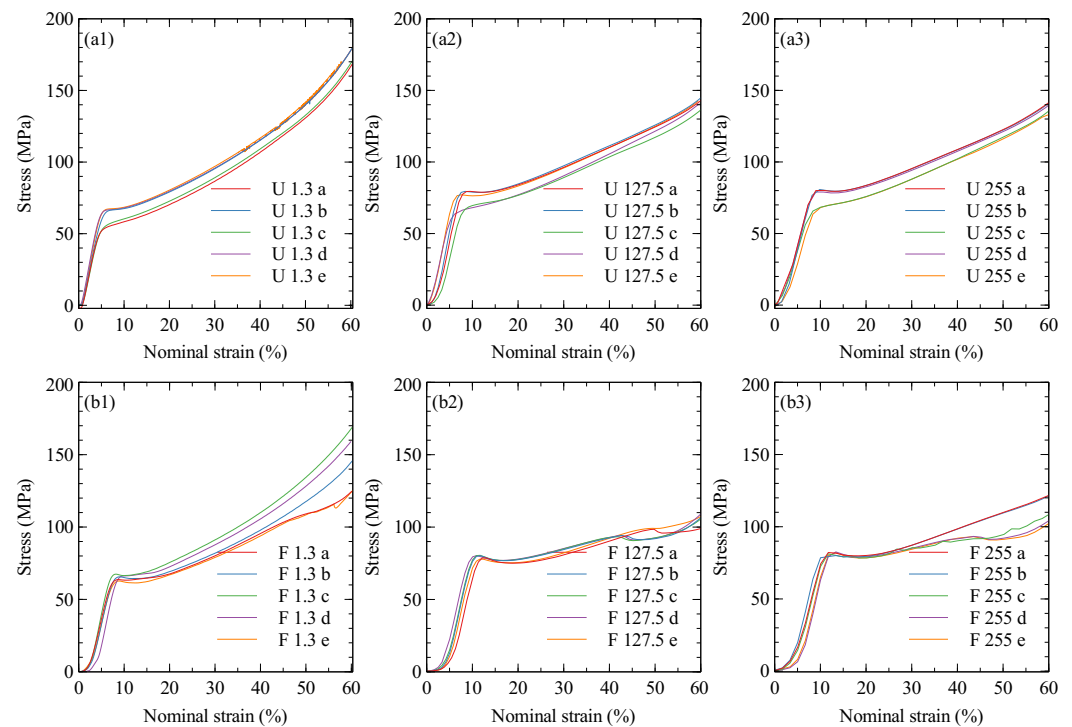 (a1)
200
150
100
50
0
Stress (MPa)
U 1.3 a
U 1.3 b
U 1.3 c
U 1.3 d
U 1.3 e
0 10 20 30 40 50 60
Nominal strain (%)
(a2)
200
150
100
50
0
Stress (MPa)
U 127.5 a
U 127.5 b
U 127.5 c
U 127.5 d
U 127.5 e
0 10 20 30 40 50 60
Nominal strain (%)
(a3)
200
150
100
50
0
Stress (MPa)
U 255 a
U 255 b
U 255 c
U 255 d
U 255 e
0 10 20 30 40 50 60
Nominal strain (%)
(b1)
200
150
100
50
0
Stress (MPa)
F 1.3 a
F 1.3 b
F 1.3 c
F 1.3 d
F 1.3 e
0 10 20 30 40 50 60
Nominal strain (%)
(b2)
200
150
100
50
0
Stress (MPa)
F 127.5 a
F 127.5 b
F 127.5 c
F 127.5 d
F 127.5 e
0 10 20 30 40 50 60
Nominal strain (%)
(b3)
200
150
100
50
0
Stress (MPa)
F 255 a
F 255 b
F 255 c
F 255 d
F 255 e
0 10 20 30 40 50 60
Nominal strain (%)